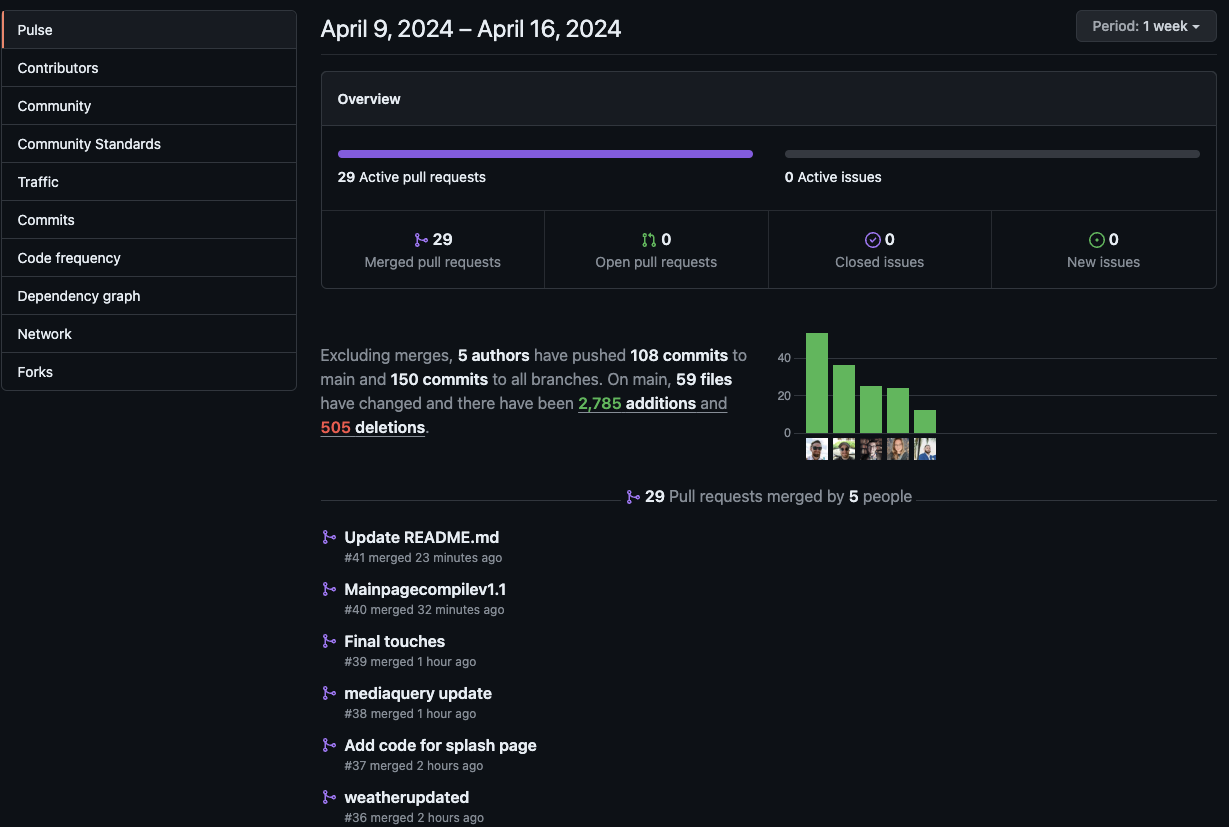 Pulse
Contributors
Community
Community Standards
Traffic
Commits
Code frequency
Dependency graph
Network
Forks
April 9, 2024 – April 16, 2024
Period: 1 week
Overview
29 Active pull requests
0 Active issues
29
Merged pull requests
0
Open pull requests
0
Closed issues
0
New issues
Excluding merges, 5 authors have pushed 108 commits to
main and 150 commits to all branches. On main, 59 files
have changed and there have been 2,785 additions and
505 deletions.
40
20
0
29 Pull requests merged by 5 people
Update README.md
#41 merged 23 minutes ago
Mainpagecompilev1.1
#40 merged 32 minutes ago
Final touches
#39 merged 1 hour ago
mediaquery update
#38 merged 1 hour ago
Add code for splash page
#37 merged 2 hours ago
weatherupdated
#36 merged 2 hours ago